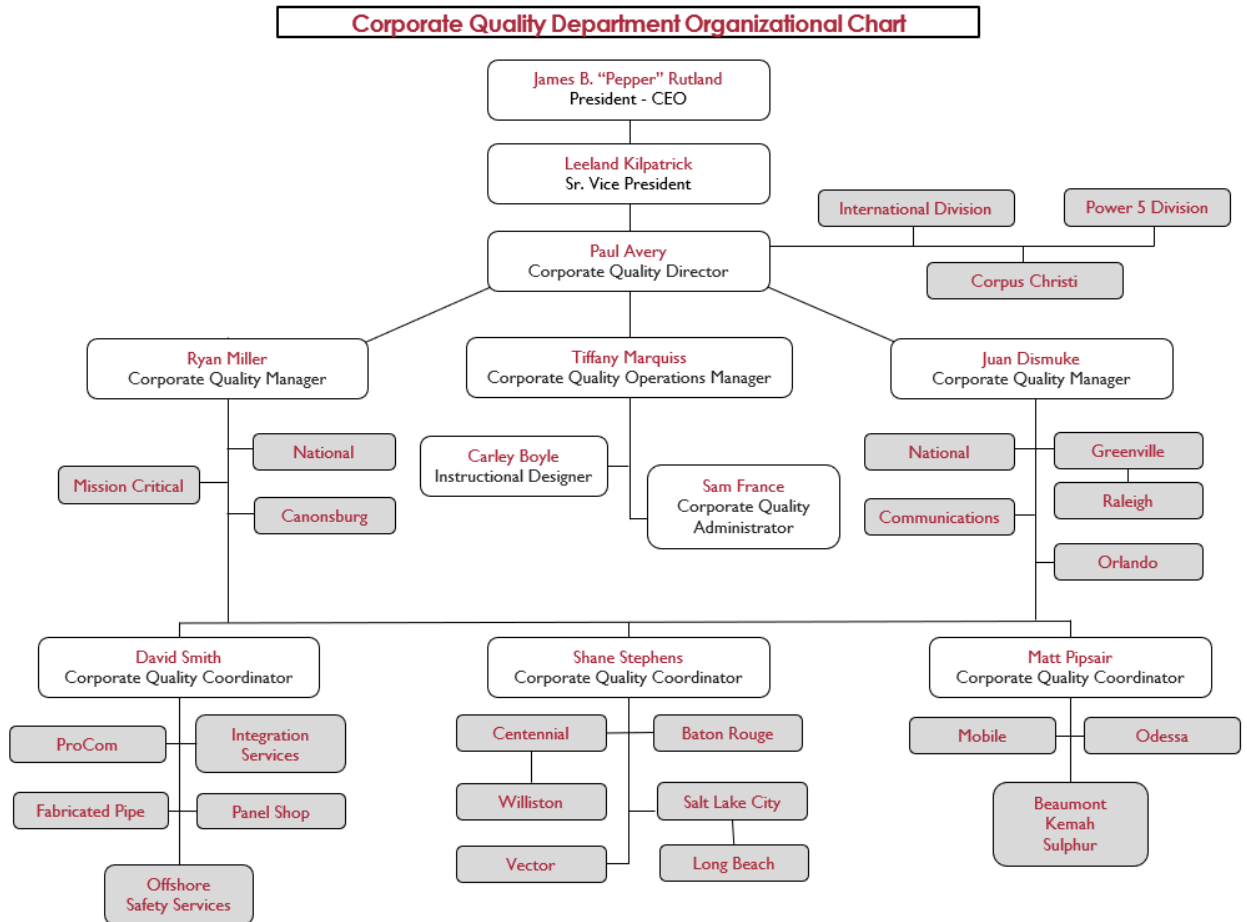 Corporate Quality Department Organizational Chart
James B. “Pepper” Rutland
President - CEO
Leeland Kilpatrick
Sr. Vice President
International Division
Power 5 Division
Paul Avery
Corporate Quality Director
Corpus Christi
Ryan Miller
Corporate Quality Manager
Tiffany Marquiss
Corporate Quality Operations Manager
Juan Dismuke
Corporate Quality Manager
National
Mission Critical
Canonsburg
Carley Boyle
Instructional Designer
Sam France
Corporate Quality
Administrator
National
Greenville
Raleigh
Communications
Orlando
David Smith
Corporate Quality Coordinator
Shane Stephens
Corporate Quality Coordinator
Matt Pipsair
Corporate Quality Coordinator
ProCom
Integration
Services
Fabricated Pipe
Panel Shop
Offshore
Safety Services
Centennial
Baton Rouge
Williston
Salt Lake City
Vector
Long Beach
Mobile
Odessa
Beaumont
Kemah
Sulphur